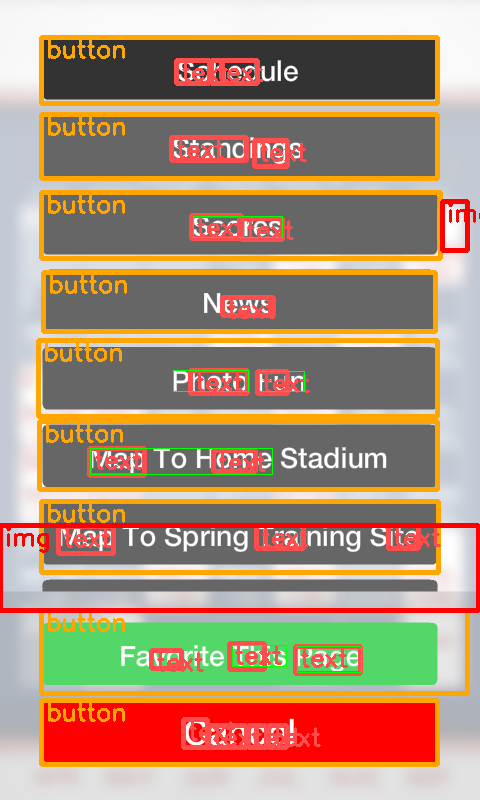 button
Schedule
text text
button
Standings
text text
button
Scores
text text
img
button
News
text
button
Photo Fun
text text
button
Map To Home Stadium
text text
button
img
Map To Spring Training Site
text text text
button
Favorite This Page
text text text
button
Cancel
text